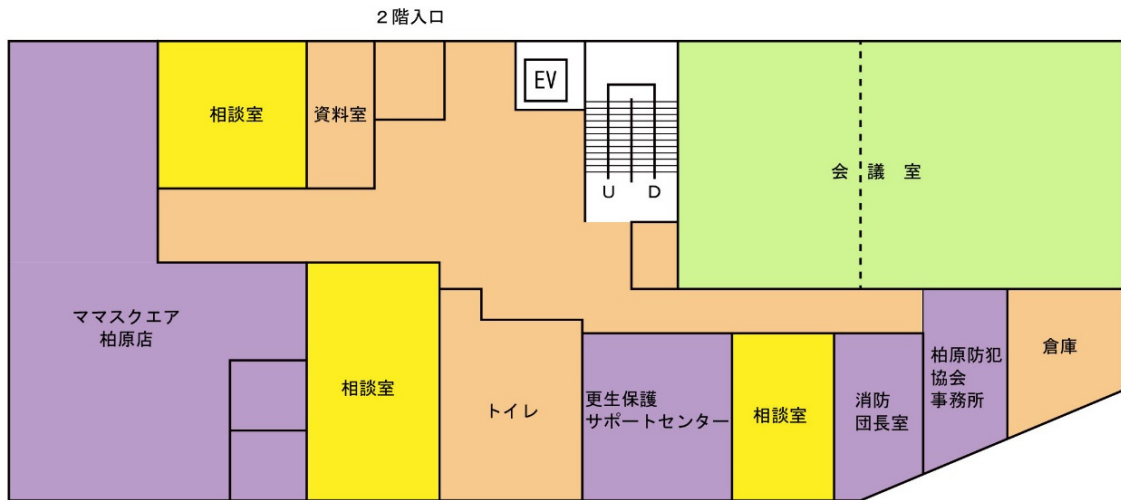 ２階入口
EV
相談室
資料室
会議室
U D
ママスクエア
柏原店
相談室
トイレ
更生保護
サポートセンター
相談室
消防
団長室
柏原防犯
協会
事務所
倉庫